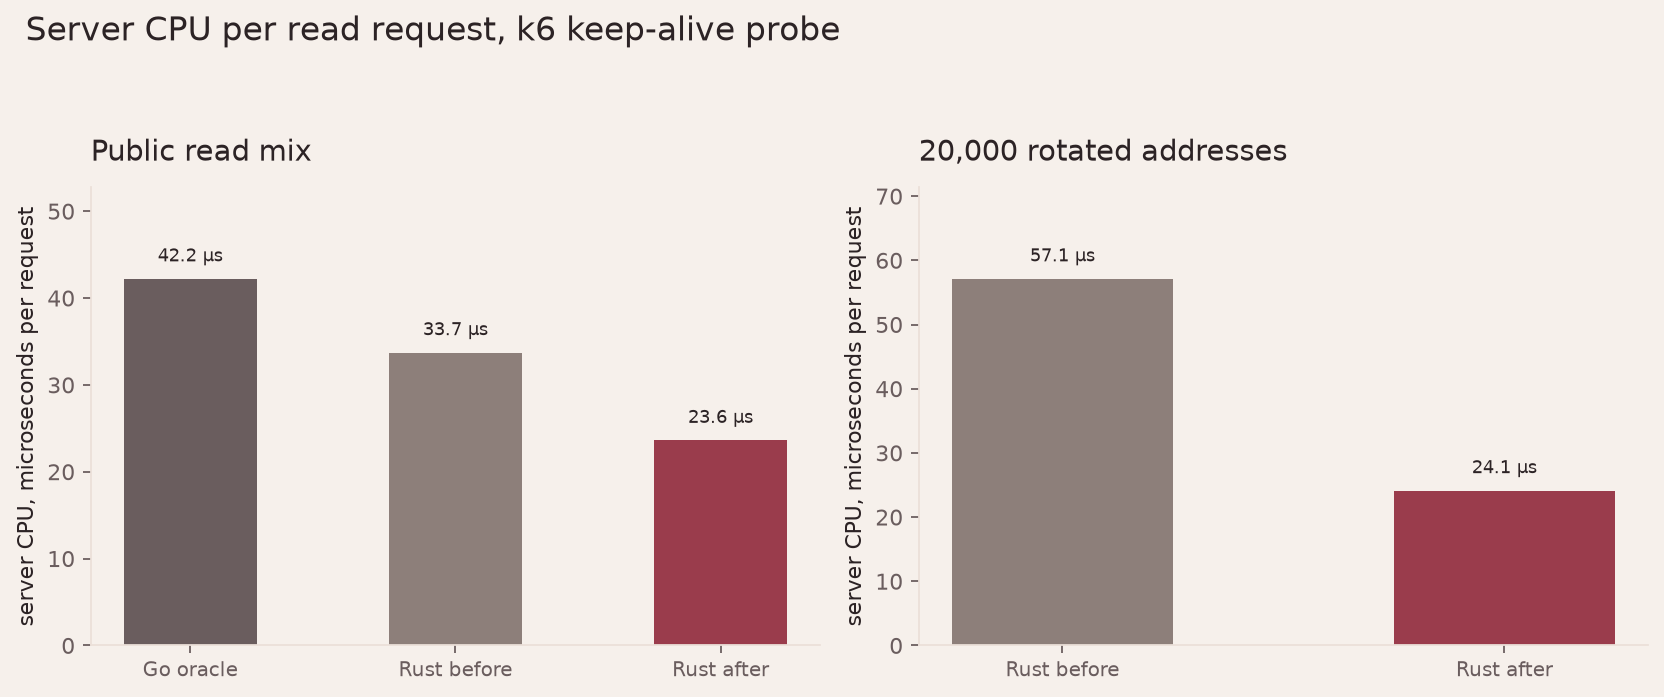 Server CPU per read request, k6 keep-alive probe
Public read mix
server CPU, microseconds per request
50
40
30
20
10
0
42.2 µs
33.7 µs
23.6 µs
Go oracle
Rust before
Rust after
20,000 rotated addresses
server CPU, microseconds per request
70
60
50
40
30
20
10
0
57.1 µs
24.1 µs
Rust before
Rust after